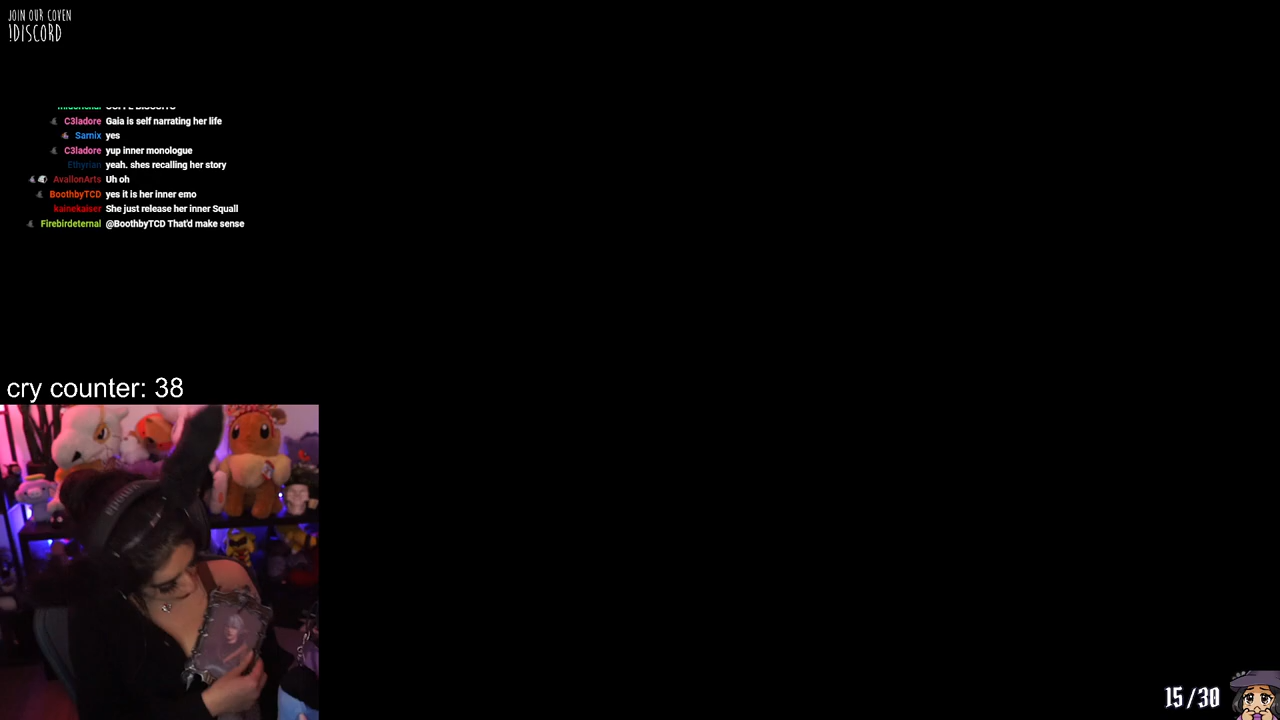 JOIN OUR COVEN
!DISCORD
C3ladore Gaia is self narrating her life
Samix yes
C3ladore yup inner monologue
Ethyrian yeah. shes recalling her story
AvallonArts Uh oh
BoothbyTCD yes it is her inner emo
kainekaiser She just release her inner Squall
Firebirdeternal @BoothbyTCD That'd make sense
cry counter: 38
15/30